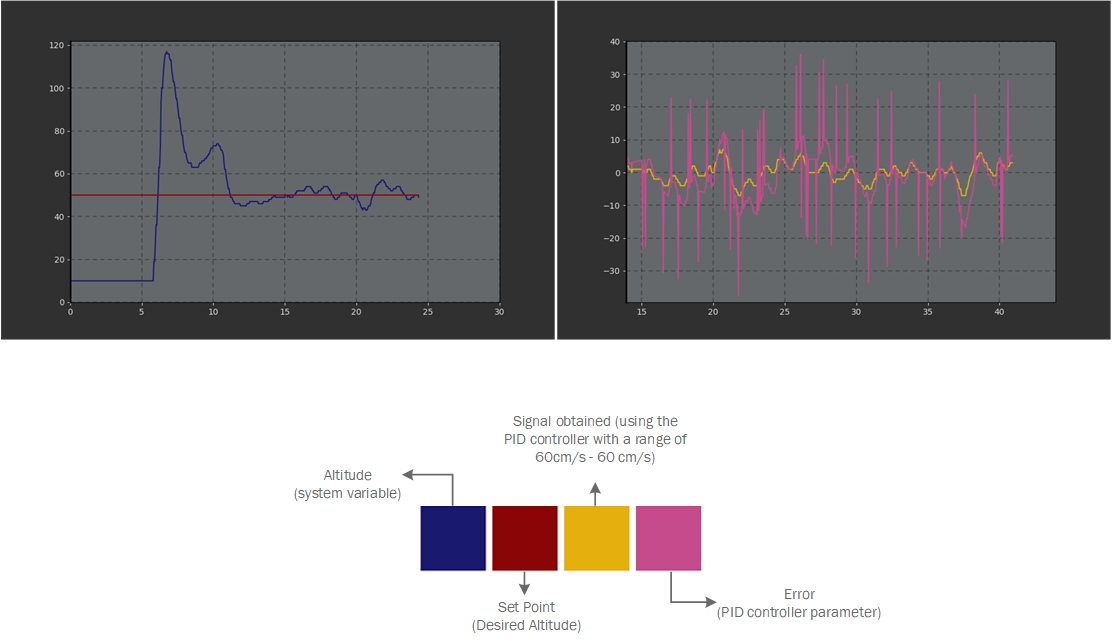 120
100
80
60
40
20
0
0 5 10 15 20 25 30
40
30
20
10
0
−10
−20
−30
15 20 25 30 35 40
Signal obtained (using the
PID controller with a range of
60cm/s - 60 cm/s)
Altitude
(system variable)
Set Point
(Desired Altitude)
Error
(PID controller parameter)